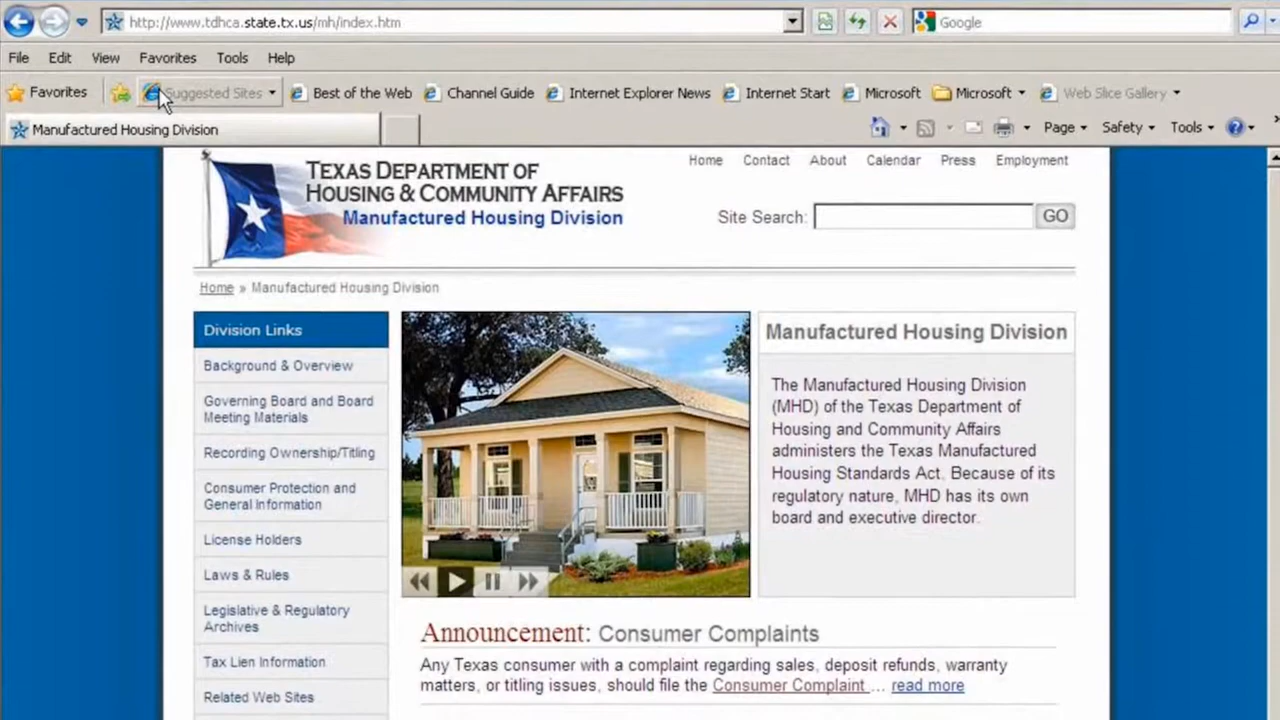 http://www.tdhca.state.tx.us/mh/index.htm
Google
File Edit View Favorites Tools Help
Favorites Suggested Sites Best of the Web Channel Guide Internet Explorer News Internet Start Microsoft Microsoft Web Slice Gallery
Manufactured Housing Division
Page Safety Tools
Home Contact About Calendar Press Employment
TEXAS DEPARTMENT OF
HOUSING & COMMUNITY AFFAIRS
Manufactured Housing Division
Site Search: GO
Home » Manufactured Housing Division
Division Links
Background & Overview
Governing Board and Board
Meeting Materials
Recording Ownership/Titling
Consumer Protection and
General Information
License Holders
Laws & Rules
Legislative & Regulatory
Archives
Tax Lien Information
Related Web Sites
Manufactured Housing Division
The Manufactured Housing Division
(MHD) of the Texas Department of
Housing and Community Affairs
administers the Texas Manufactured
Housing Standards Act. Because of its
regulatory nature, MHD has its own
board and executive director.
Announcement: Consumer Complaints
Any Texas consumer with a complaint regarding sales, deposit refunds, warranty
matters, or titling issues, should file the Consumer Complaint ... read more